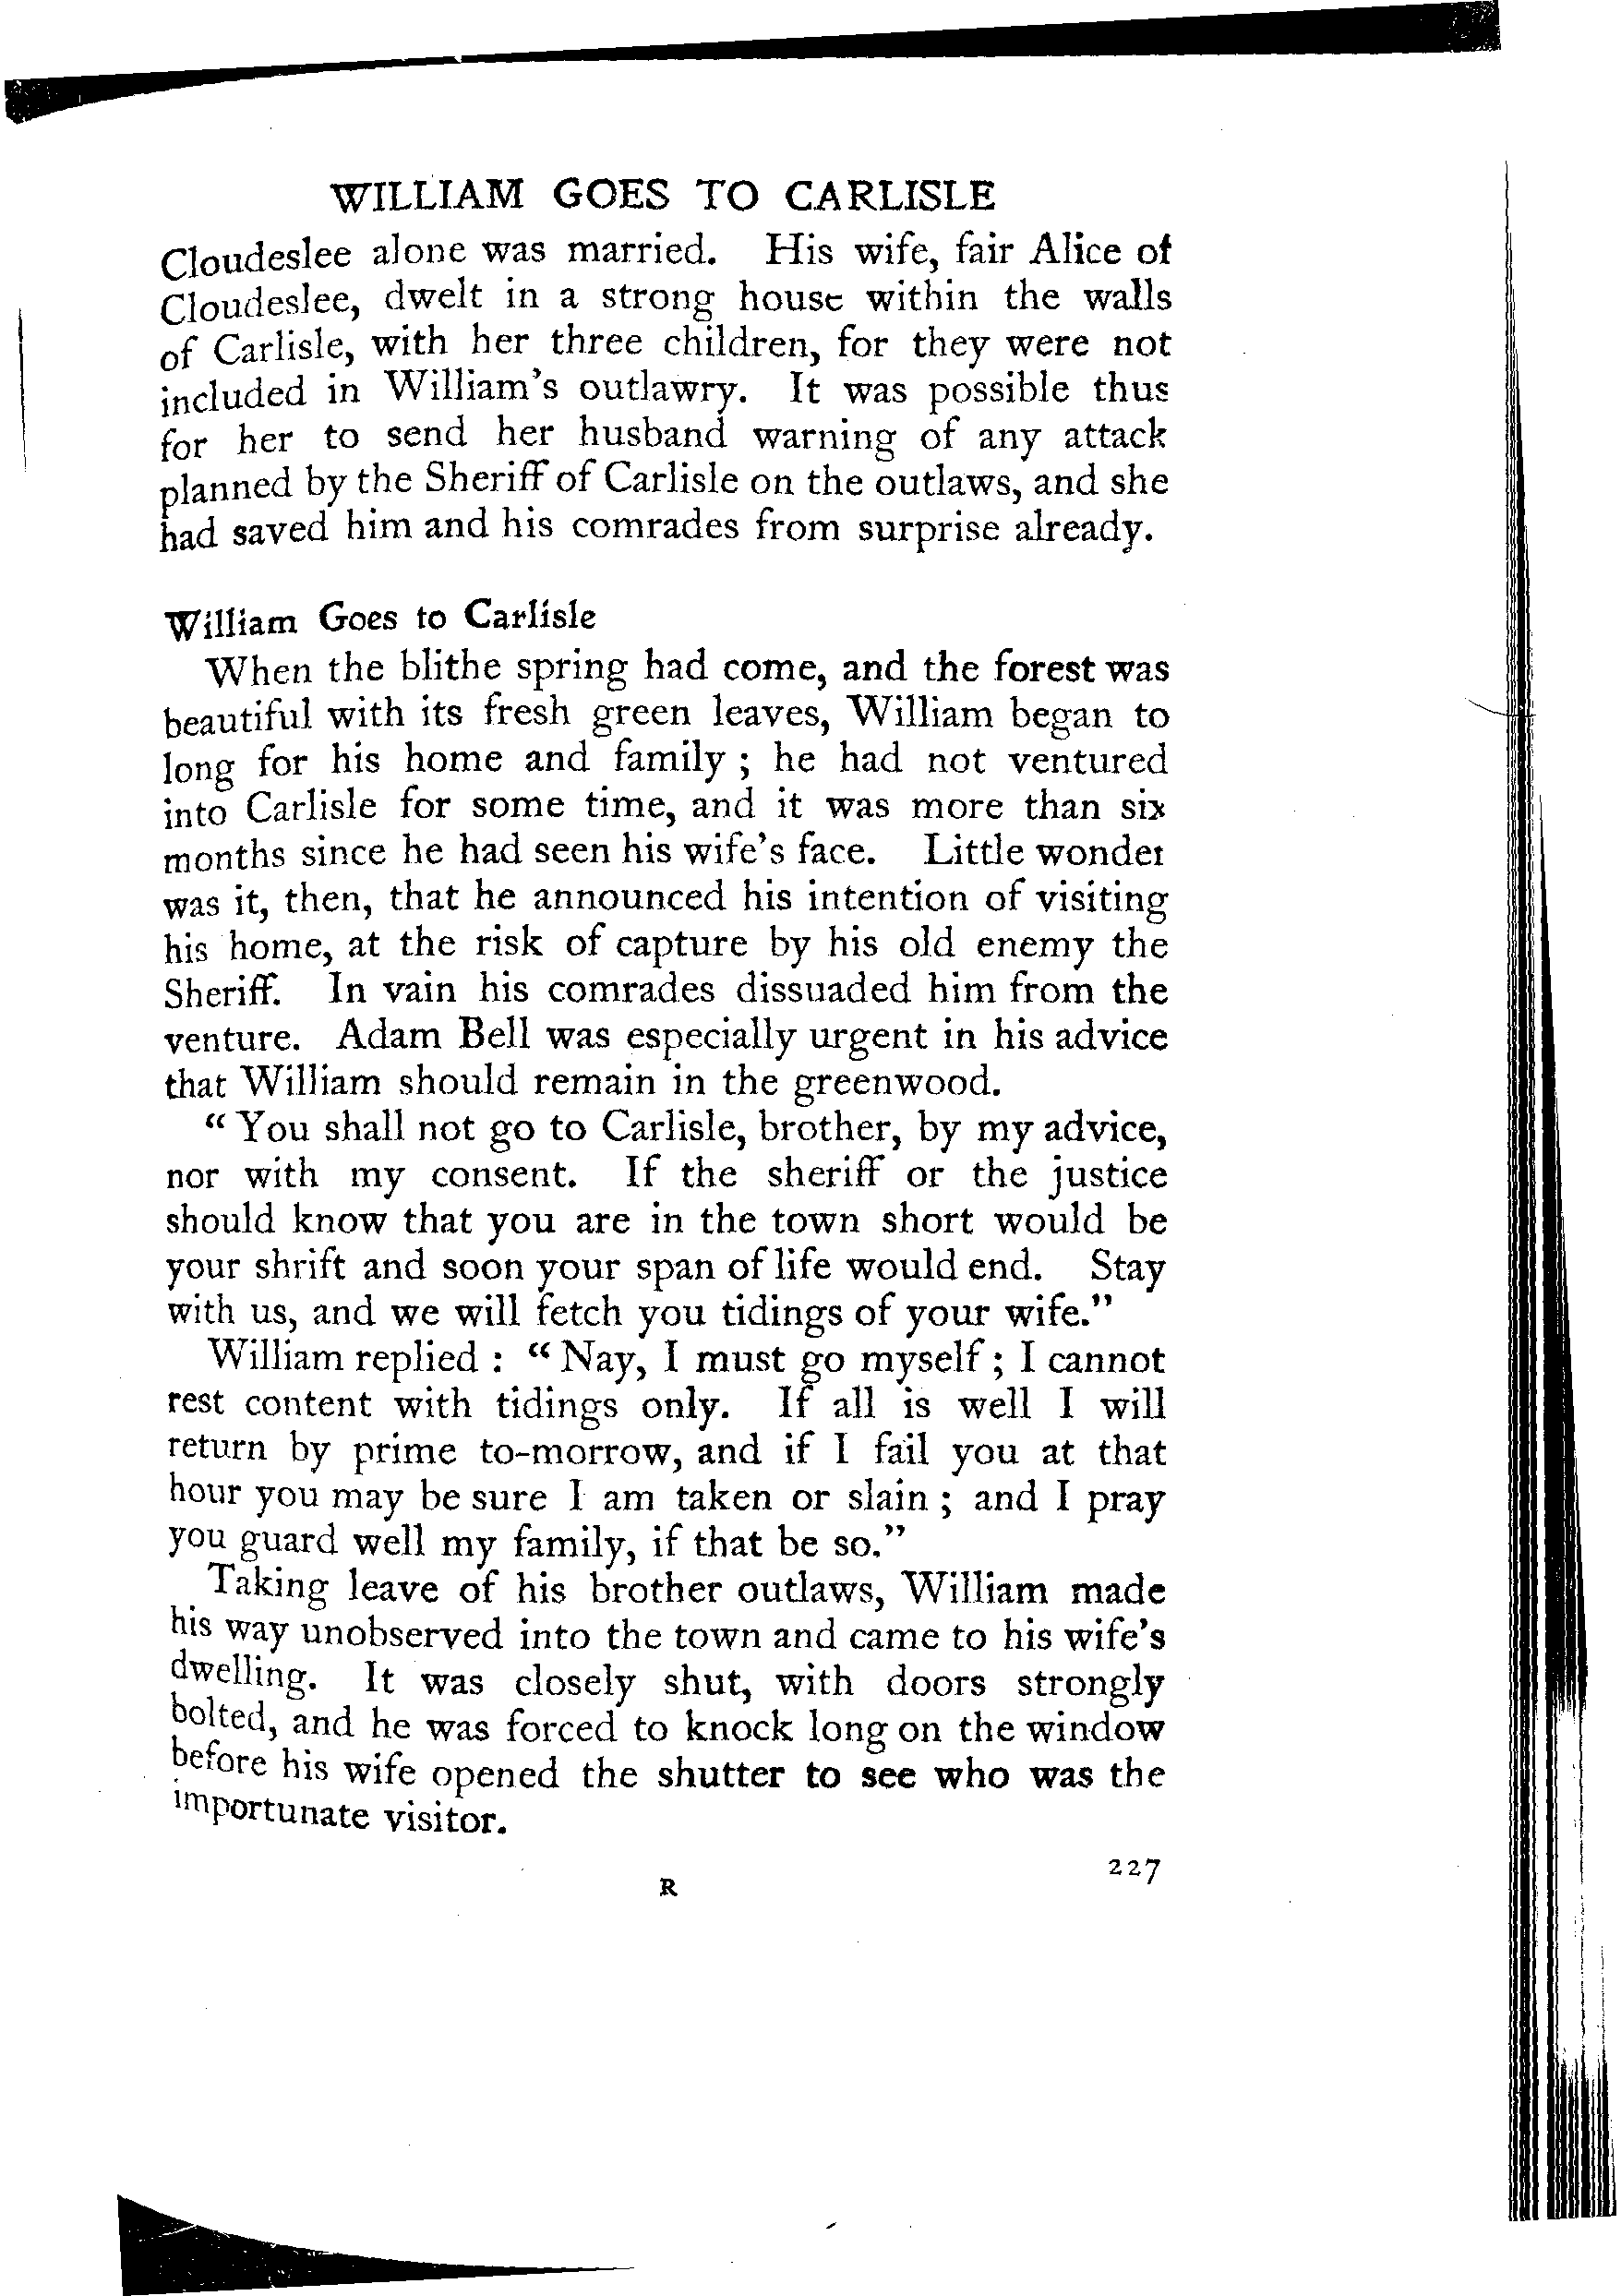 WILLIAM GOES TO CARLISLE
Cloudeslee alone was married. His wife, fair Alice of
Cloudeslee, dwelt in a strong house within the walls
of Carlisle, with her three children, for they were not
included in William's outlawry. It was possible thus
for her to send her husband warning of any attack
planned by the Sheriff of Carlisle on the outlaws, and she
had saved him and his comrades from surprise already.
William Goes to Carlisle
When the blithe spring had come, and the forest was
beautiful with its fresh green leaves, William began to
long for his home and family ; he had not ventured
into Carlisle for some time, and it was more than six
months since he had seen his wife's face. Little wonder
was it, then, that he announced his intention of visiting
his home, at the risk of capture by his old enemy the
Sheriff. In vain his comrades dissuaded him from the
venture. Adam Bell was especially urgent in his advice
that William should remain in the greenwood.
“ You shall not go to Carlisle, brother, by my advice,
nor with my consent. If the sheriff or the justice
should know that you are in the town short would be
your shrift and soon your span of life would end. Stay
with us, and we will fetch you tidings of your wife.”
William replied : “ Nay, I must go myself ; I cannot
rest content with tidings only. If all is well I will
return by prime to-morrow, and if I fail you at that
hour you may be sure I am taken or slain ; and I pray
you guard well my family, if that be so.”
Taking leave of his brother outlaws, William made
his way unobserved into the town and came to his wife's
dwelling. It was closely shut, with doors strongly
bolted, and he was forced to knock long on the window
before his wife opened the shutter to see who was the
importunate visitor.
227
R